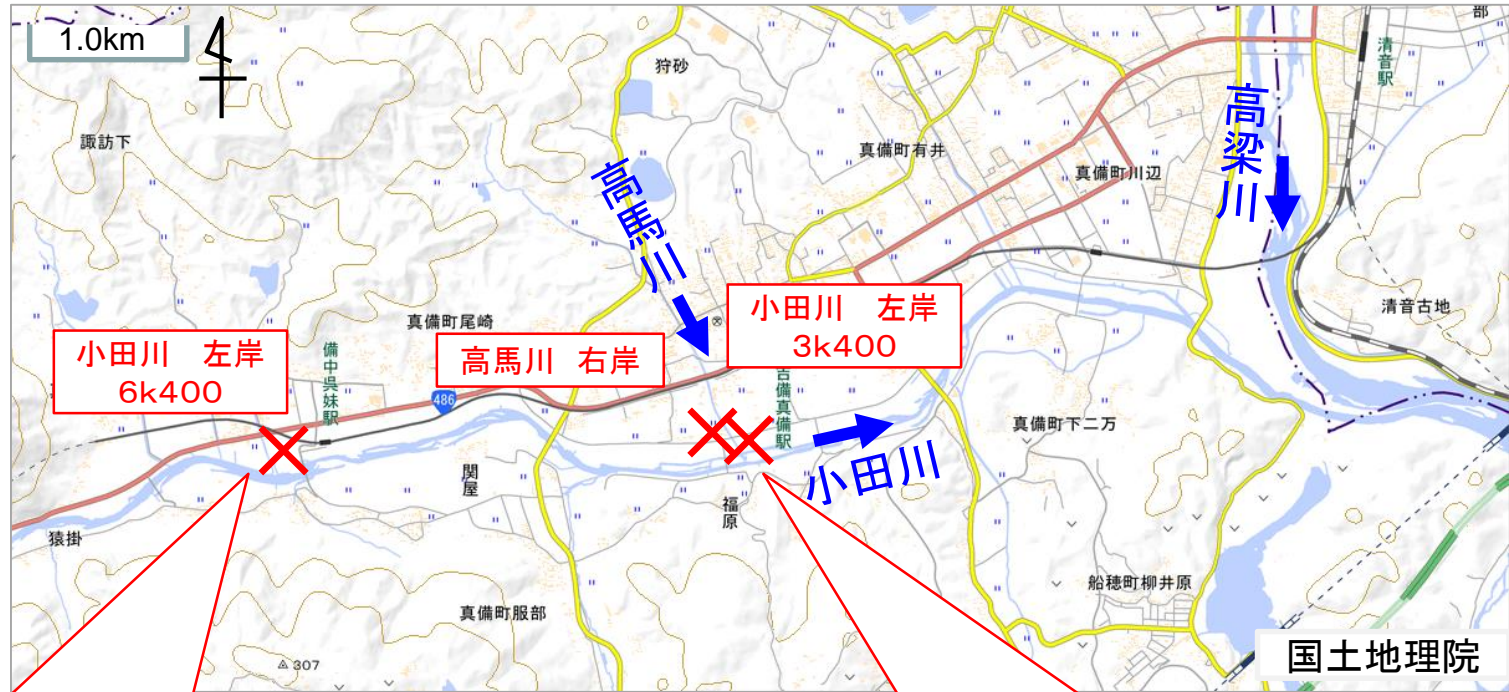 1.0km
部
清音駅
狩砂
諏訪下
真備町有井
真備町川辺
高梁川
高馬川
清音古地
真備町尾崎
小田川 左岸
6k400
備中呉妹駅
高馬川 右岸
小田川 左岸
3k400
486
吉備真備駅
真備町下二万
小田川
関屋
福原
猿掛
船穂町柳井原
真備町服部
307
国土地理院